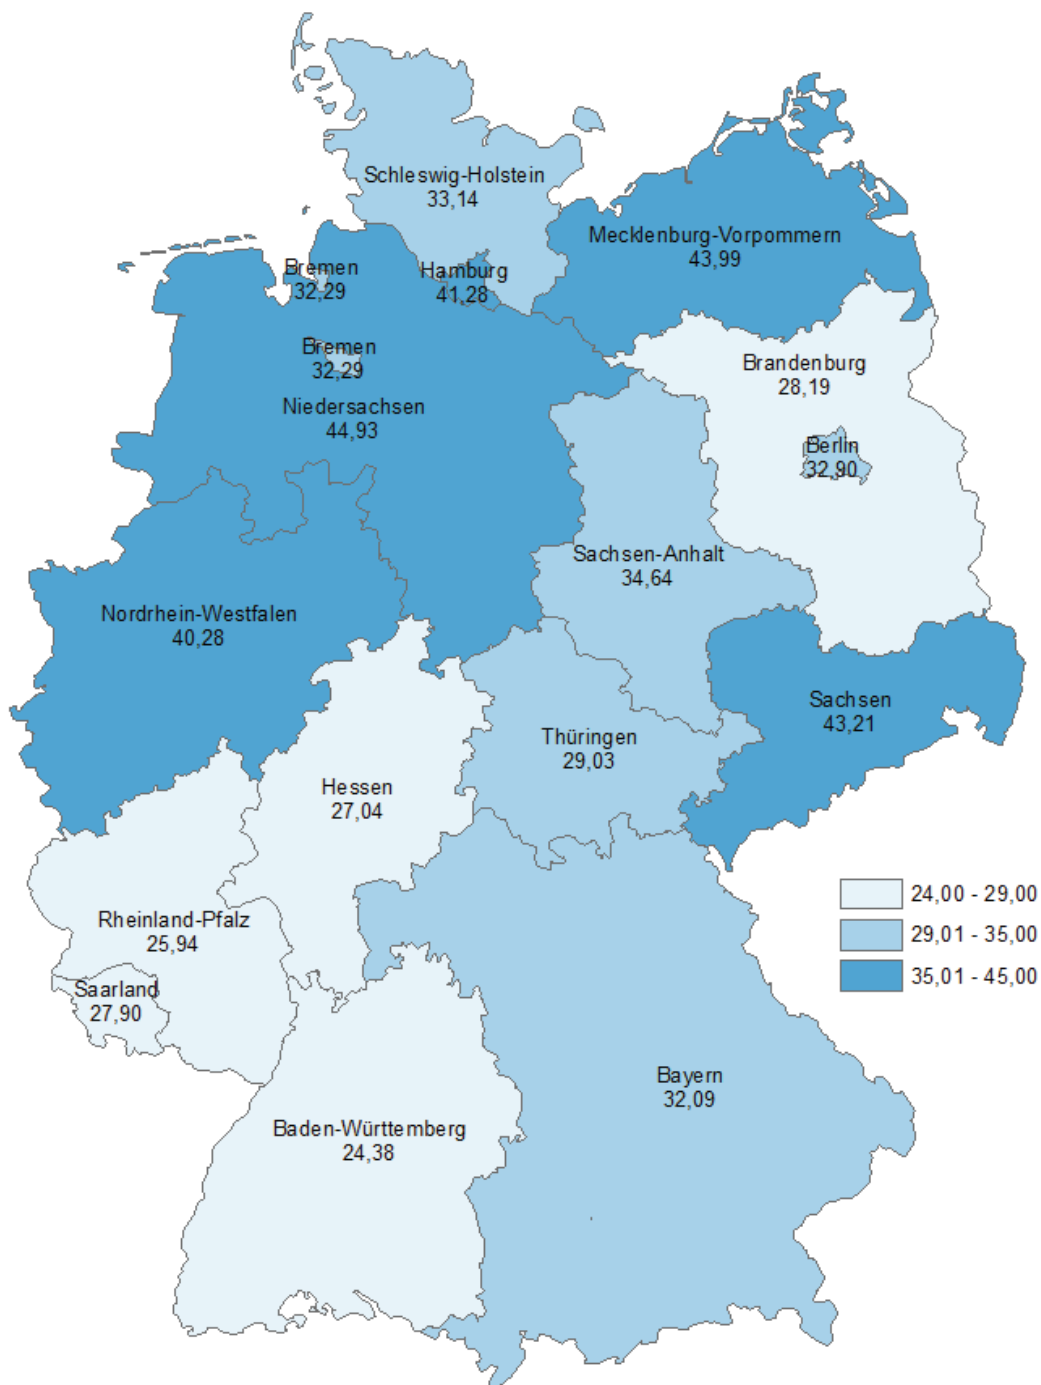 Schleswig-Holstein
33,14
Mecklenburg-Vorpommern
43,99
Bremen
32,29
Hamburg
41,28
Bremen
32,29
Brandenburg
28,19
Niedersachsen
44,93
Berlin
32,90
Sachsen-Anhalt
34,64
Nordrhein-Westfalen
40,28
Sachsen
43,21
Thüringen
29,03
Hessen
27,04
24,00 - 29,00
29,01 - 35,00
35,01 - 45,00
Rheinland-Pfalz
25,94
Saarland
27,90
Bayern
32,09
Baden-Württemberg
24,38